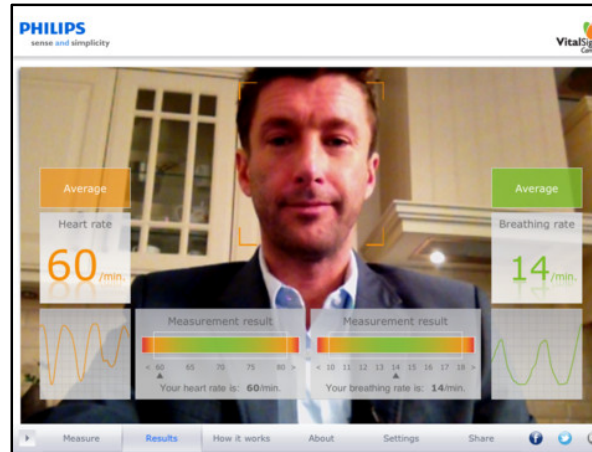 PHILIPS
sense and simplicity
Average
Heart rate
60/min.
Average
Breathing rate
14/min.
Measurement result
< 60 65 70 75 80 >
Your heart rate is: 60/min.
Measurement result
< 10 11 12 13 14 15 16 17 18 >
Your breathing rate is: 14/min.
Measure Results How it works About Settings Share